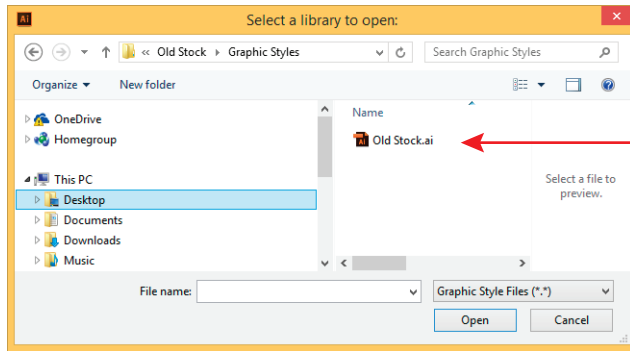 Ai
Select a library to open:
« Old Stock Graphic Styles
Search Graphic Styles
Organize
New folder
OneDrive
Homegroup
This PC
Desktop
Documents
Downloads
Music
Name
Ai Old Stock.ai
Select a file to
preview.
File name:
Graphic Style Files (*.*)
Open
Cancel